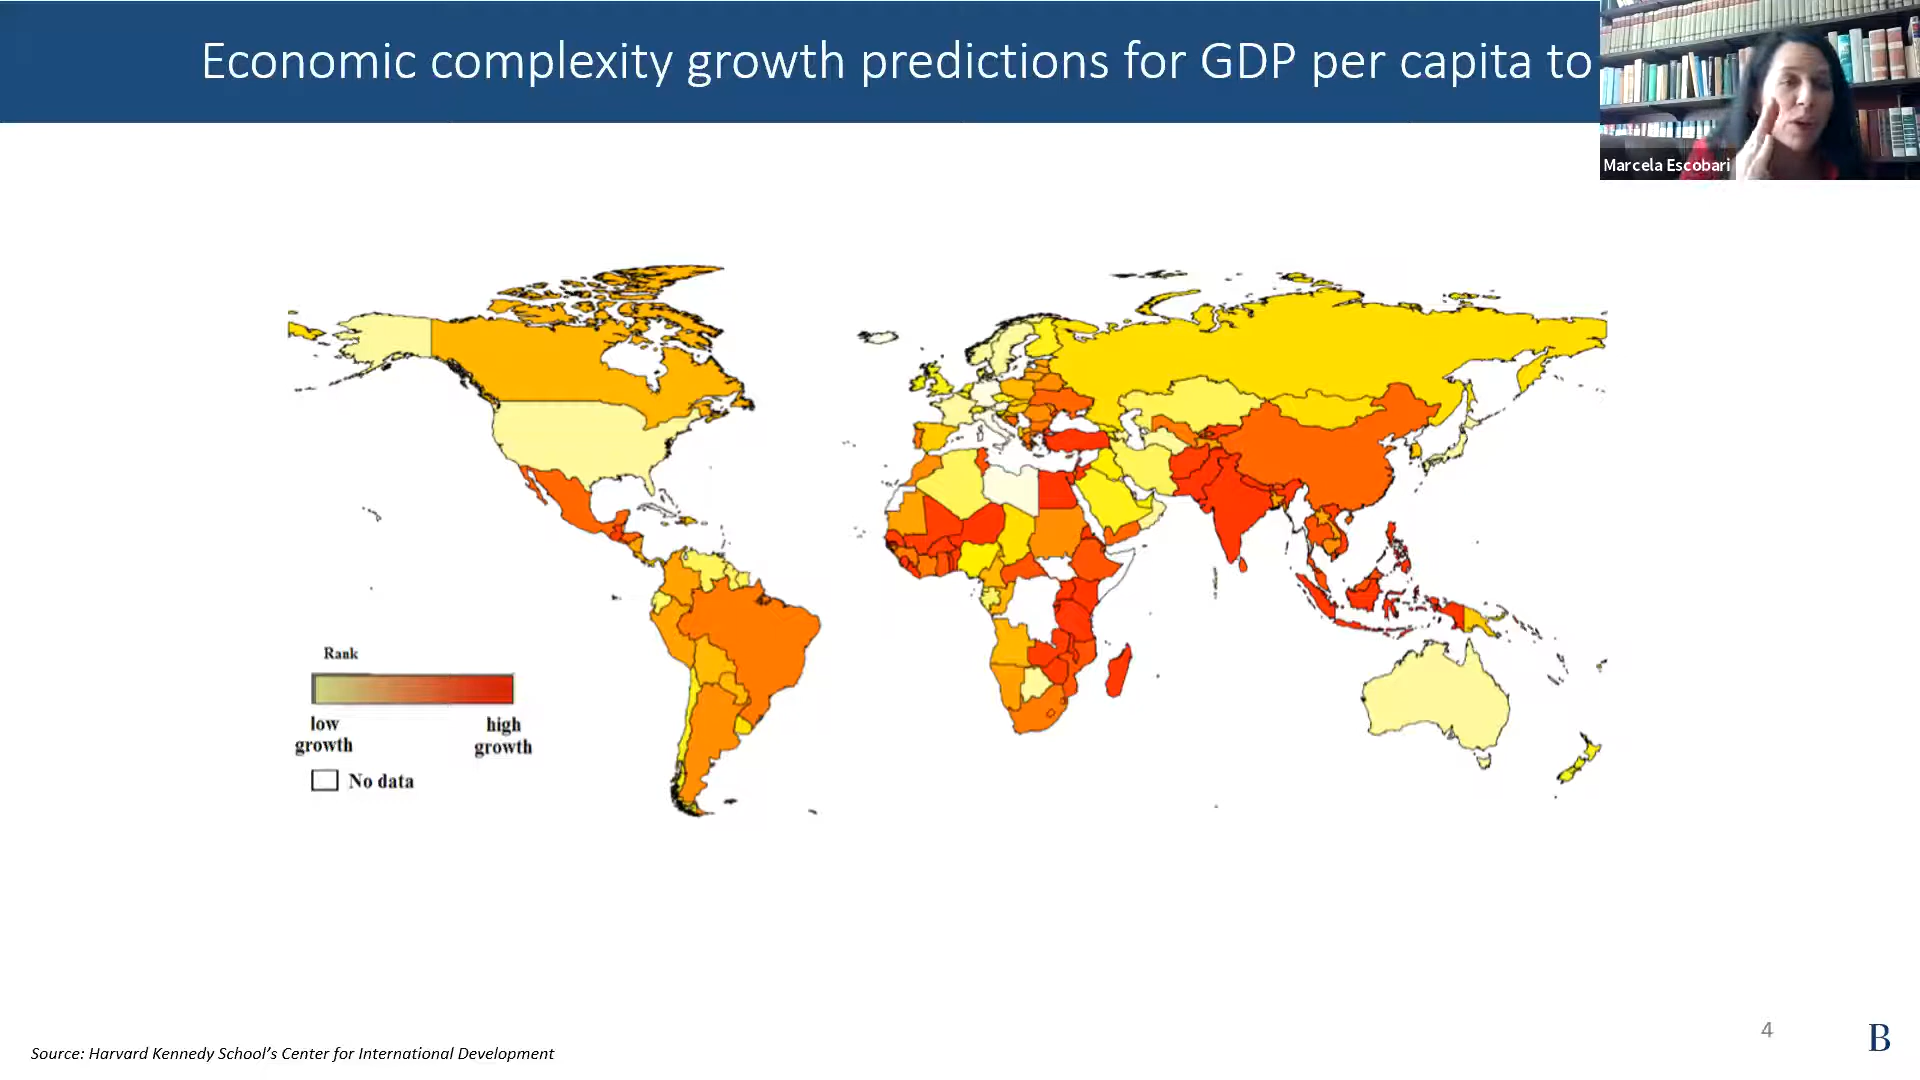 Economic complexity growth predictions for GDP per capita to
Marcela Escobari
Rank
low
growth
high
growth
No data
Source: Harvard Kennedy School's Center for International Development
4
B